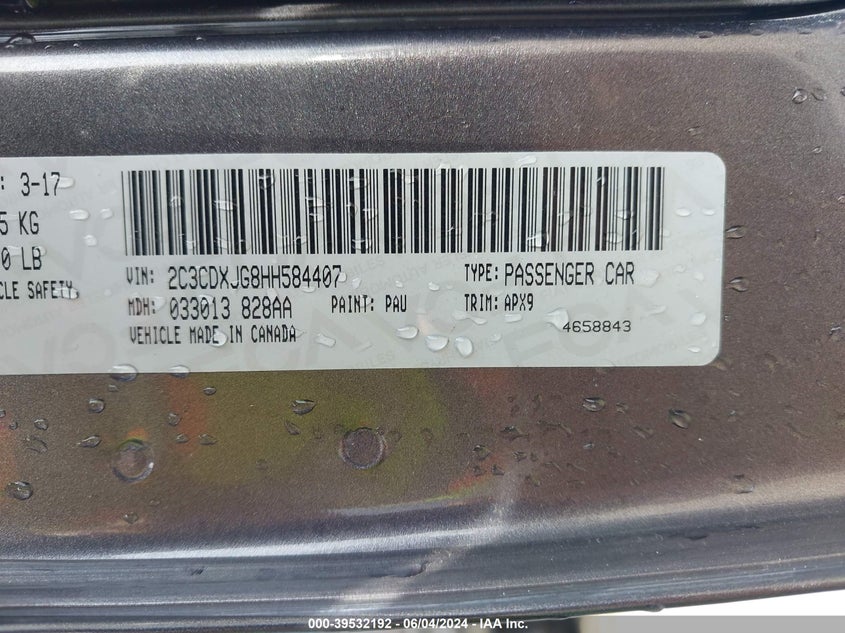 : 3-17
5 KG
0 LB
CLE SAFETY
VIN: 2C3CDXJG8HH584407 TYPE: PASSENGER CAR
MDH: 033013 828AA PAINT: PAU TRIM: APX9
VEHICLE MADE IN CANADA
4658843
000-39532192 - 06/04/2024 - IAA Inc.